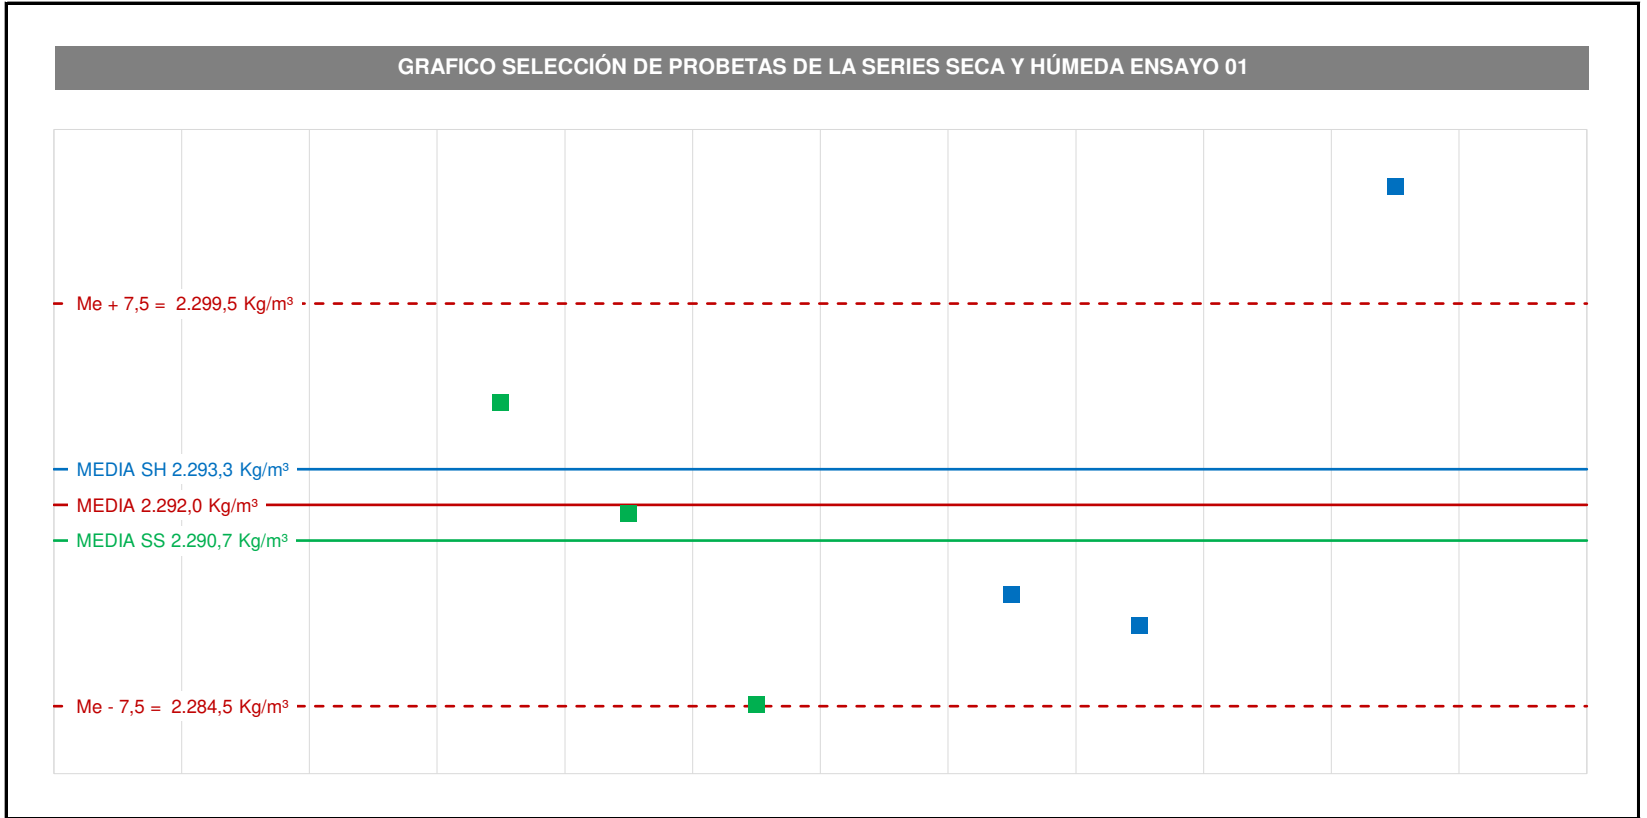 GRAFICO SELECCIÓN DE PROBETAS DE LA SERIES SECA Y HÚMEDA ENSAYO 01
Me + 7,5 = 2.299,5 Kg/m³
MEDIA SH 2.293,3 Kg/m³
MEDIA 2.292,0 Kg/m³
MEDIA SS 2.290,7 Kg/m³
Me - 7,5 = 2.284,5 Kg/m³